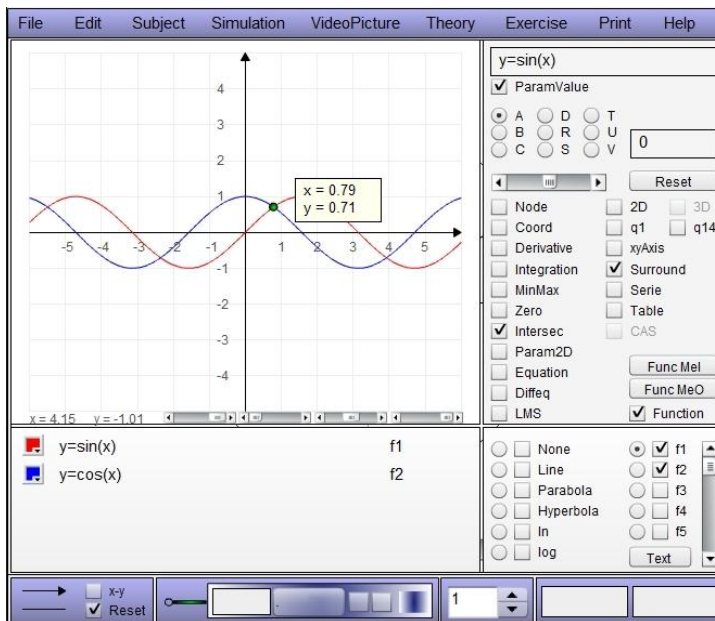 File Edit Subject Simulation VideoPicture Theory Exercise Print Help
4
3
2
1
-5 -4 -3 -2 -1 1 2 3 4 5
-1
-2
-3
-4
x = 0.79
y = 0.71
x = 4.15 y = -1.01
y=sin(x)
ParamValue
A D T
B R U
C S V
0
Reset
Node 2D 3D
Coord q1 q14
Derivative xyAxis
Integration Surround
MinMax Serie
Zero Table
Intersec CAS
Param2D
Equation Func MeI
Diffeq Func MeO
LMS Function
y=sin(x) f1
y=cos(x) f2
None f1
Line f2
Parabola f3
Hyperbola f4
ln f5
log Text
x-y
Reset
1